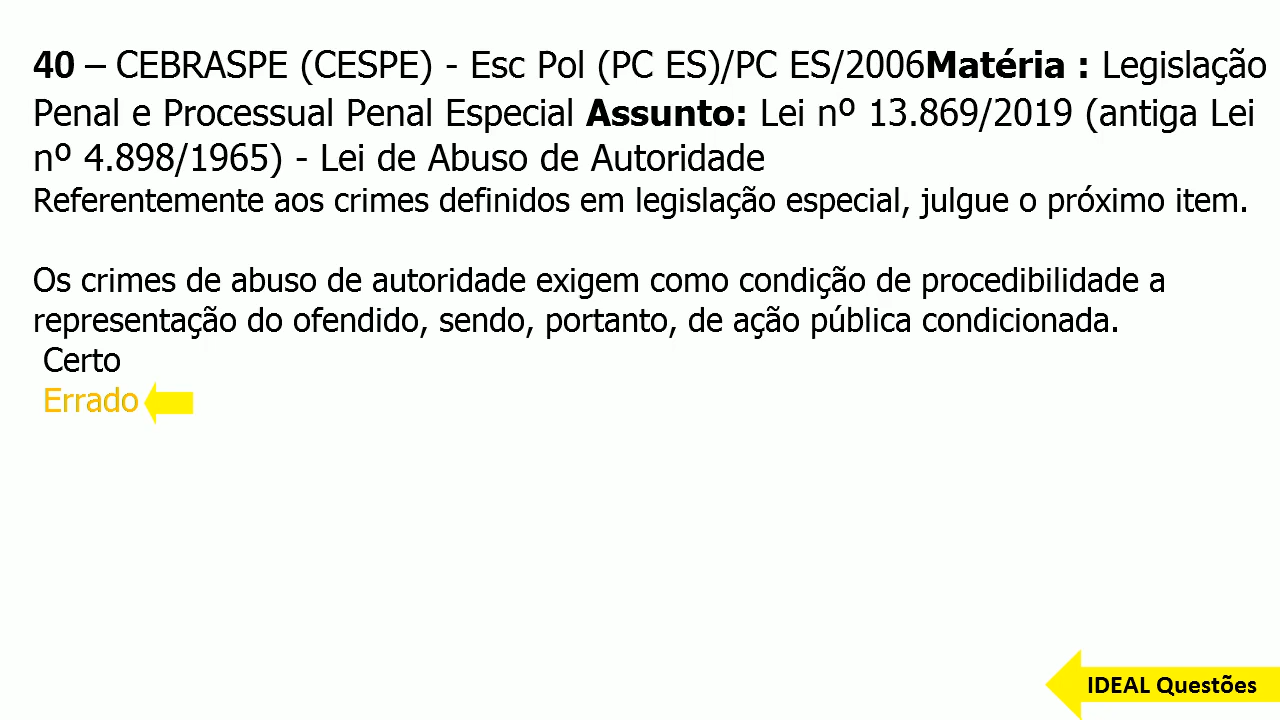 40 – CEBRASPE (CESPE) - Esc Pol (PC ES)/PC ES/2006Matéria : Legislação
Penal e Processual Penal Especial Assunto: Lei nº 13.869/2019 (antiga Lei
nº 4.898/1965) - Lei de Abuso de Autoridade
Referentemente aos crimes definidos em legislação especial, julgue o próximo item.
Os crimes de abuso de autoridade exigem como condição de procedibilidade a
representação do ofendido, sendo, portanto, de ação pública condicionada.
Certo
Errado
IDEAL Questões